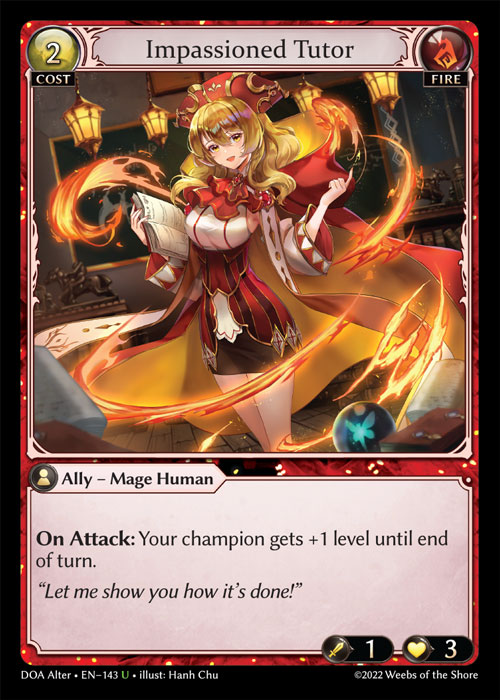 2
COST
Impassioned Tutor
FIRE
Ally – Mage Human
On Attack: Your champion gets +1 level until end
of turn.
“Let me show you how it’s done!”
1
3
DOA Alter • EN–143 U • illust: Hanh Chu
©2022 Weebs of the Shore